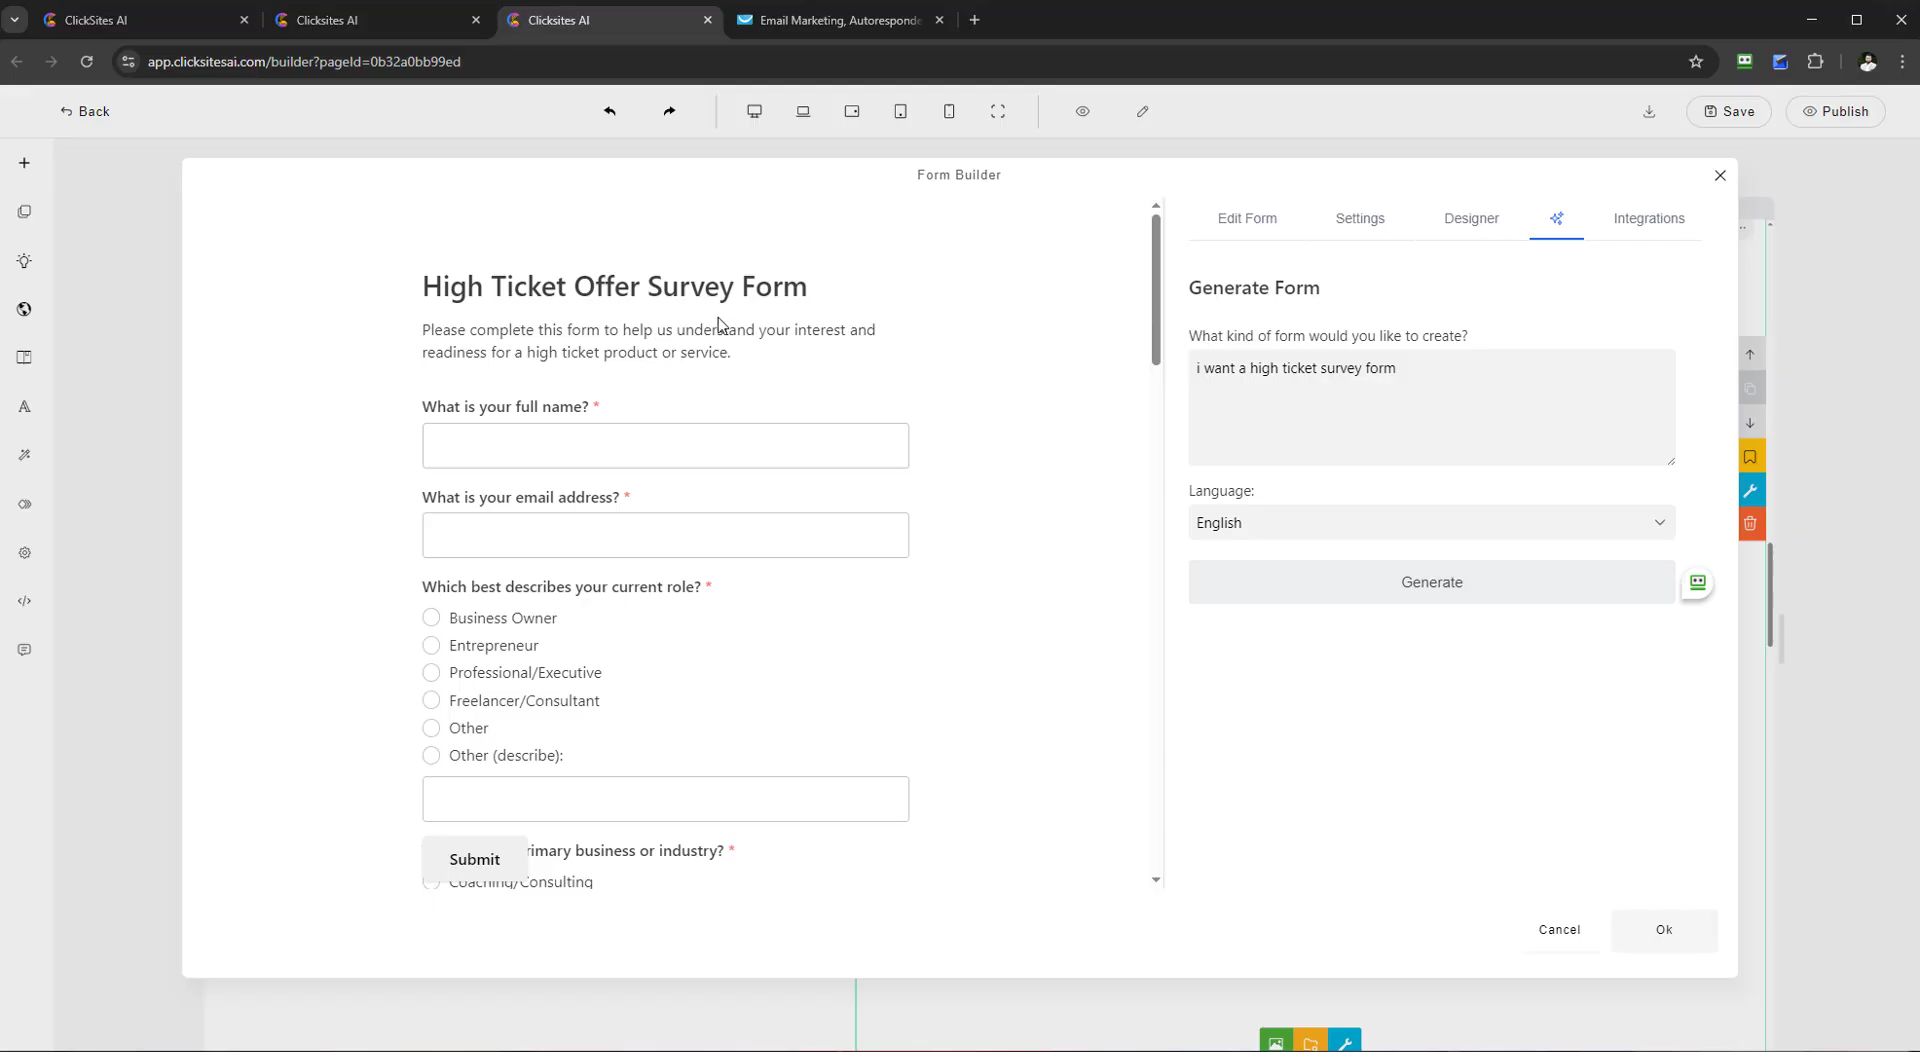 ClickSites AI
Clicksites AI
Clicksites AI
Email Marketing, Autoresponde
app.clicksitesai.com/builder?pageId=0b32a0bb99ed
Back
Save
Publish
Form Builder
Edit Form
Settings
Designer
Integrations
High Ticket Offer Survey Form
Please complete this form to help us understand your interest and
readiness for a high ticket product or service.
What is your full name? *
What is your email address? *
Which best describes your current role? *
Business Owner
Entrepreneur
Professional/Executive
Freelancer/Consultant
Other
Other (describe):
Submit
rimary business or industry? *
Coaching/Consulting
Generate Form
What kind of form would you like to create?
i want a high ticket survey form
Language:
English
Generate
Cancel
Ok